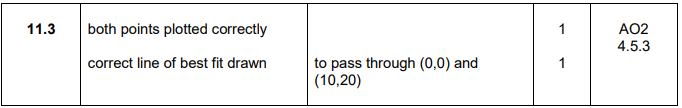 11.3 both points plotted correctly 1 AO2
4.5.3
correct line of best fit drawn to pass through (0,0) and 1
(10,20)